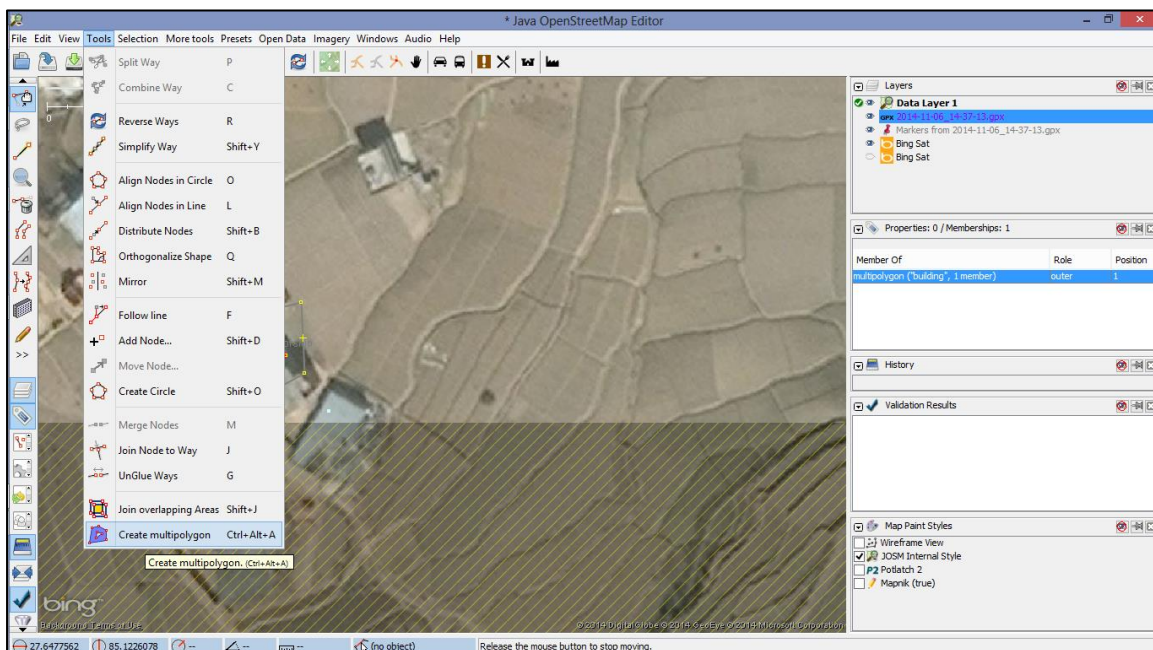 * Java OpenStreetMap Editor
File Edit View Tools Selection More tools Presets Open Data Imagery Windows Audio Help
Split Way P
Combine Way C
Reverse Ways R
Simplify Way Shift+Y
Align Nodes in Circle O
Align Nodes in Line L
Distribute Nodes Shift+B
Orthogonalize Shape Q
Mirror Shift+M
Follow line F
Add Node... Shift+D
Move Node...
Create Circle Shift+O
Merge Nodes M
Join Node to Way J
UnGlue Ways G
Join overlapping Areas Shift+J
Create multipolygon Ctrl+Alt+A
Create multipolygon. (Ctrl+Alt+A)
0
>>
bing™
Background Terms of Use
© 2014 DigitalGlobe © 2014 GeoEye © 2014 Microsoft Corporation
Layers
Data Layer 1
GPX 2014-11-06_14-37-13.gpx
Markers from 2014-11-06_14-37-13.gpx
Bing Sat
Bing Sat
Properties: 0 / Memberships: 1
Member Of Role Position
multipolygon ("building", 1 member) outer 1
History
Validation Results
Map Paint Styles
Wireframe View
JOSM Internal Style
P2 Potlatch 2
Mapnik (true)
27.6477562 85.1226078 -- -- -- (no object) Release the mouse button to stop moving.